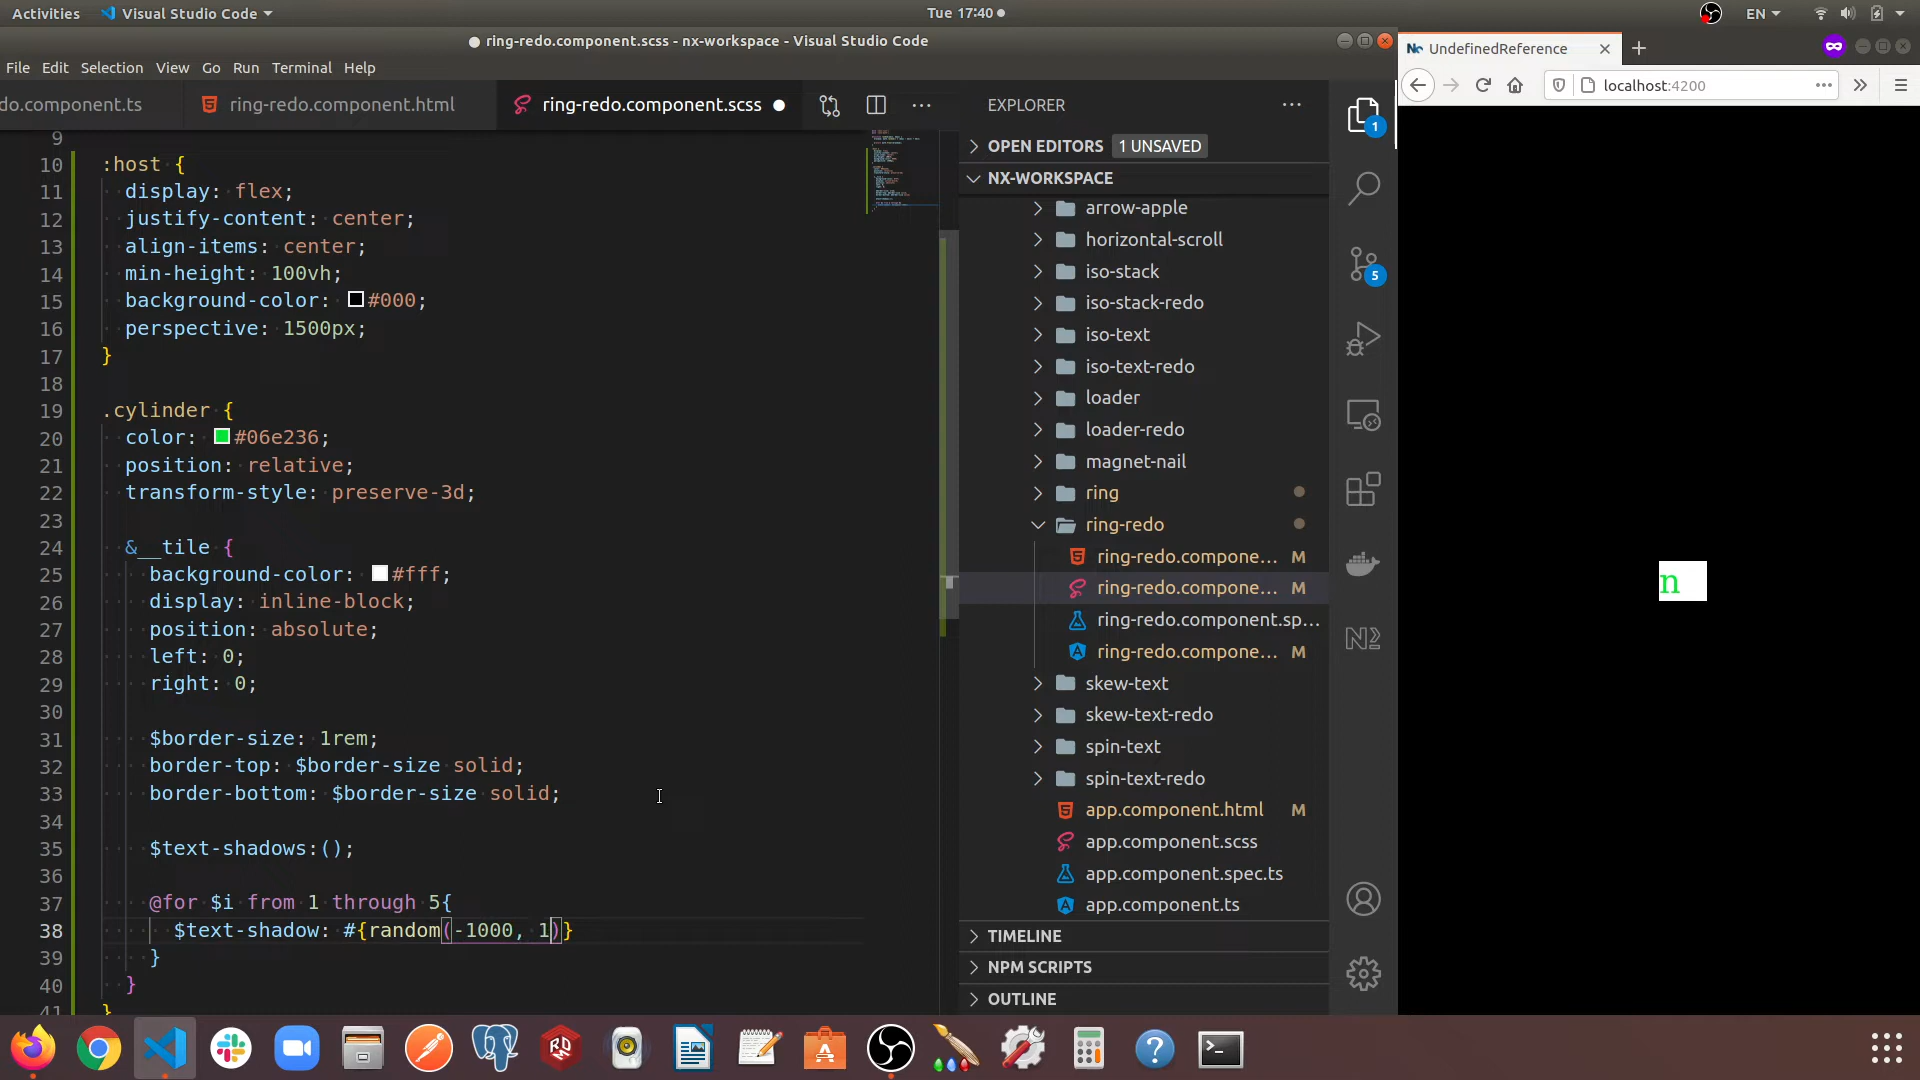 Activities
Visual Studio Code
Tue 17:40
EN
ring-redo.component.scss - nx-workspace - Visual Studio Code
File Edit Selection View Go Run Terminal Help
do.component.ts
ring-redo.component.html
ring-redo.component.scss
9
10 :host {
11 display: flex;
12 justify-content: center;
13 align-items: center;
14 min-height: 100vh;
15 background-color: #000;
16 perspective: 1500px;
17 }
18
19 .cylinder {
20 color: #06e236;
21 position: relative;
22 transform-style: preserve-3d;
23
24 &__tile {
25 background-color: #fff;
26 display: inline-block;
27 position: absolute;
28 left: 0;
29 right: 0;
30
31 $border-size: 1rem;
32 border-top: $border-size solid;
33 border-bottom: $border-size solid;
34
35 $text-shadows:();
36
37 @for $i from 1 through 5{
38 $text-shadow: #{random(-1000, 1)}
39 }
40 }
41 }
EXPLORER
OPEN EDITORS 1 UNSAVED
NX-WORKSPACE
arrow-apple
horizontal-scroll
iso-stack
iso-stack-redo
iso-text
iso-text-redo
loader
loader-redo
magnet-nail
ring
ring-redo
ring-redo.compone... M
ring-redo.compone... M
ring-redo.component.sp...
ring-redo.compone... M
skew-text
skew-text-redo
spin-text
spin-text-redo
app.component.html M
app.component.scss
app.component.spec.ts
app.component.ts
TIMELINE
NPM SCRIPTS
OUTLINE
1
5
UndefinedReference
localhost:4200
n